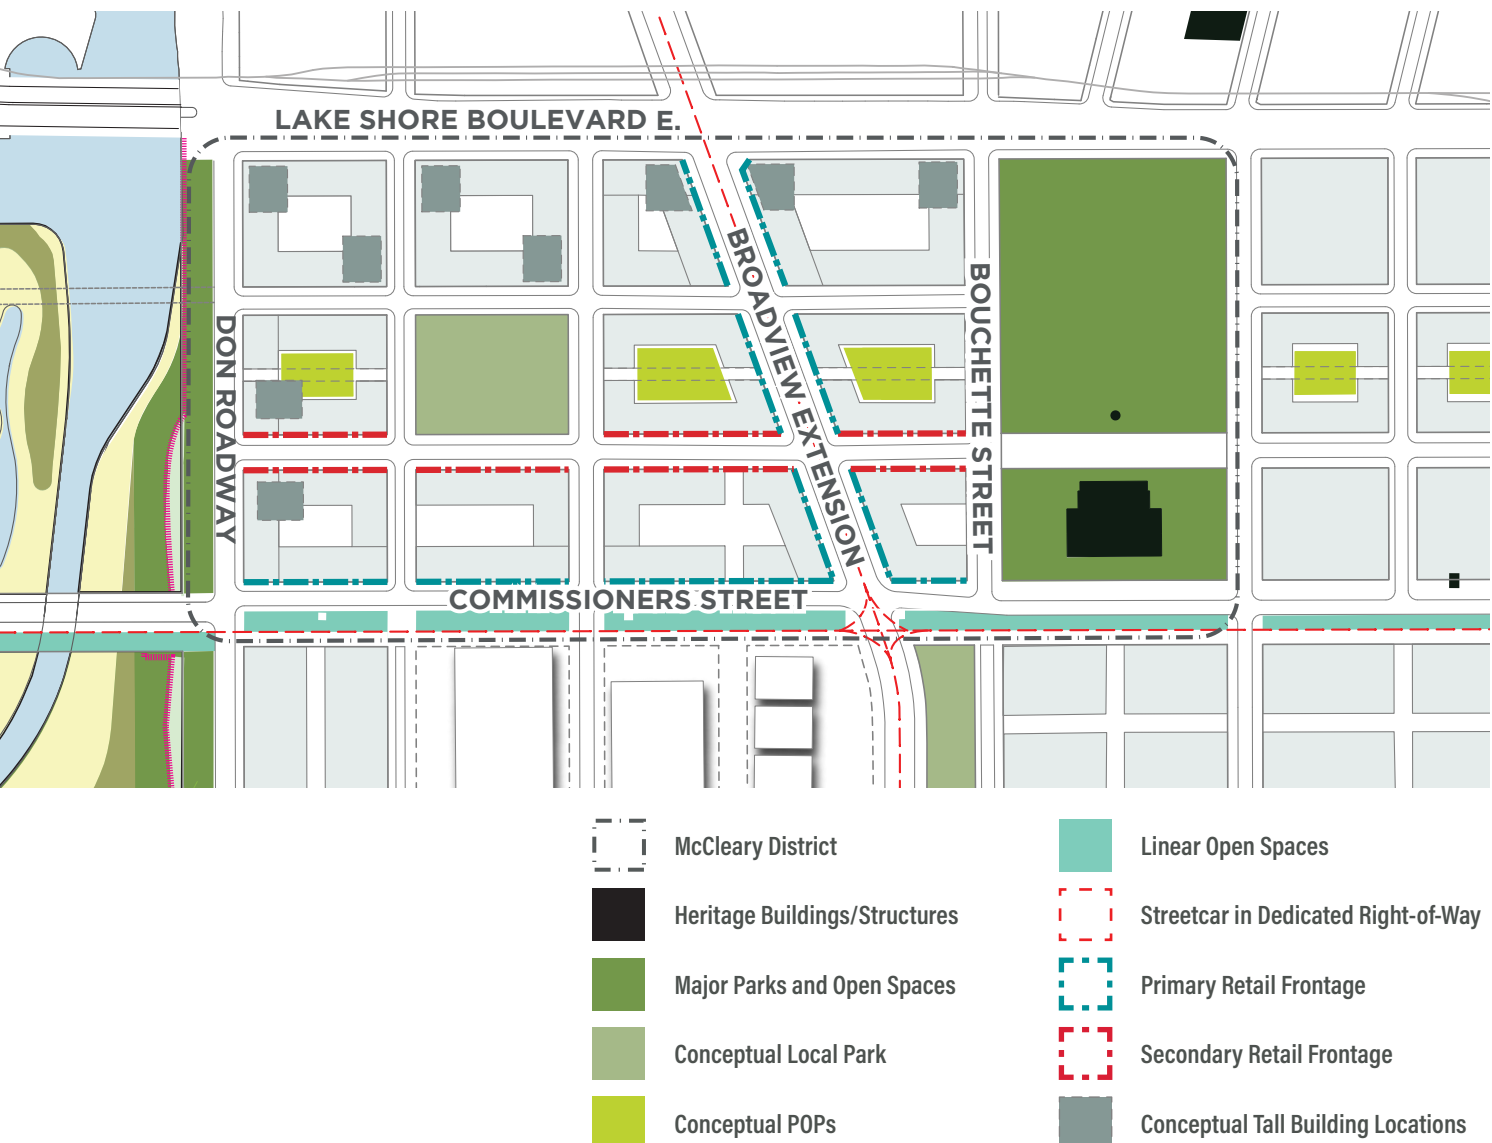 LAKE SHORE BOULEVARD E.
BROADVIEW EXTENSION
BOUCHETTE STREET
DON ROADWAY
COMMISSIONERS STREET
McCleary District
Heritage Buildings/Structures
Major Parks and Open Spaces
Conceptual Local Park
Conceptual POPs
Linear Open Spaces
Streetcar in Dedicated Right-of-Way
Primary Retail Frontage
Secondary Retail Frontage
Conceptual Tall Building Locations